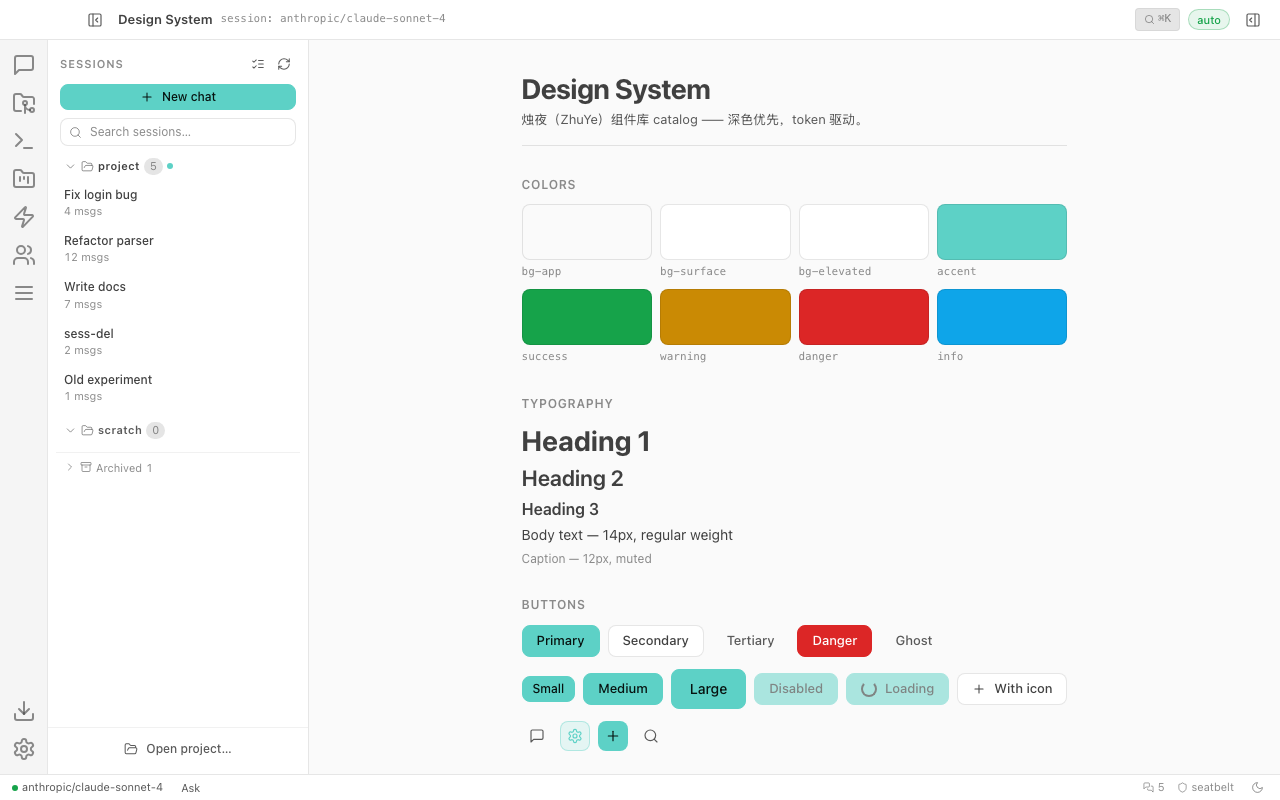 Design System session: anthropic/claude-sonnet-4
⌘K
auto
SESSIONS
New chat
Search sessions...
project 5
Fix login bug
4 msgs
Refactor parser
12 msgs
Write docs
7 msgs
sess-del
2 msgs
Old experiment
1 msgs
scratch 0
Archived 1
Open project...
Design System
烛夜（ZhuYe）组件库 catalog —— 深色优先，token 驱动。
COLORS
bg-app bg-surface bg-elevated accent
success warning danger info
TYPOGRAPHY
Heading 1
Heading 2
Heading 3
Body text — 14px, regular weight
Caption — 12px, muted
BUTTONS
Primary Secondary Tertiary Danger Ghost
Small Medium Large Disabled Loading With icon
anthropic/claude-sonnet-4 Ask 5 seatbelt